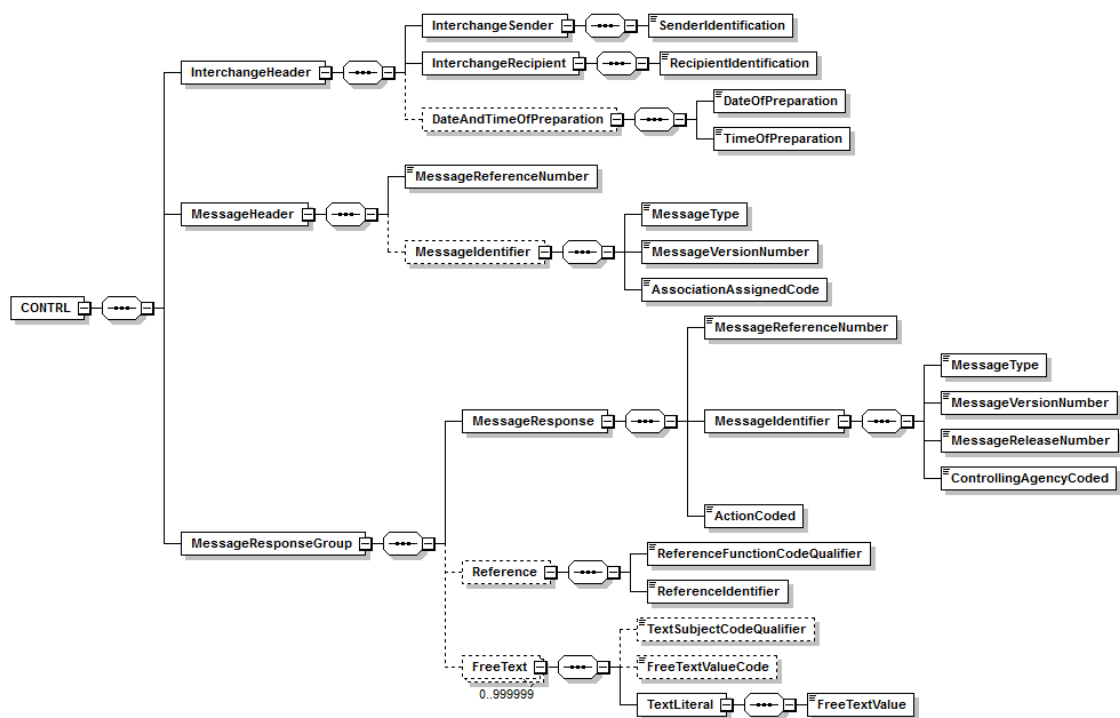 InterchangeSender
SenderIdentification
InterchangeHeader
InterchangeRecipient
RecipientIdentification
DateAndTimeOfPreparation
DateOfPreparation
TimeOfPreparation
MessageHeader
MessageReferenceNumber
MessageIdentifier
MessageType
MessageVersionNumber
AssociationAssignedCode
CONTRL
MessageResponseGroup
MessageResponse
MessageReferenceNumber
MessageIdentifier
MessageType
MessageVersionNumber
MessageReleaseNumber
ControllingAgencyCoded
ActionCoded
Reference
ReferenceFunctionCodeQualifier
ReferenceIdentifier
FreeText
0..999999
TextSubjectCodeQualifier
FreeTextValueCode
TextLiteral
FreeTextValue